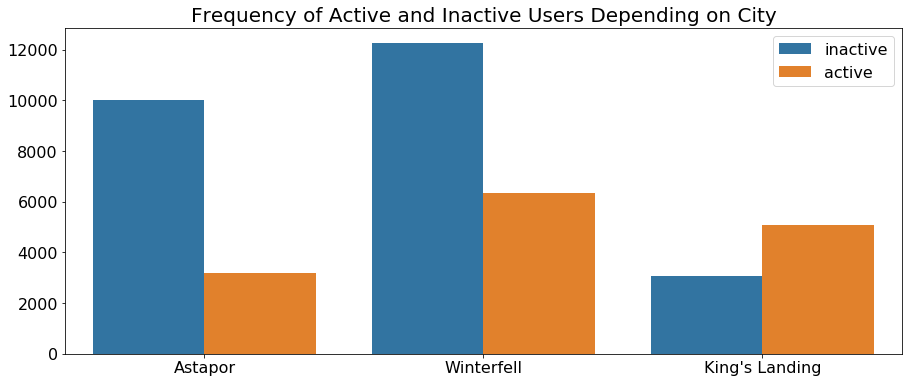 Frequency of Active and Inactive Users Depending on City
inactive
active
12000
10000
8000
6000
4000
2000
0
Astapor Winterfell King's Landing